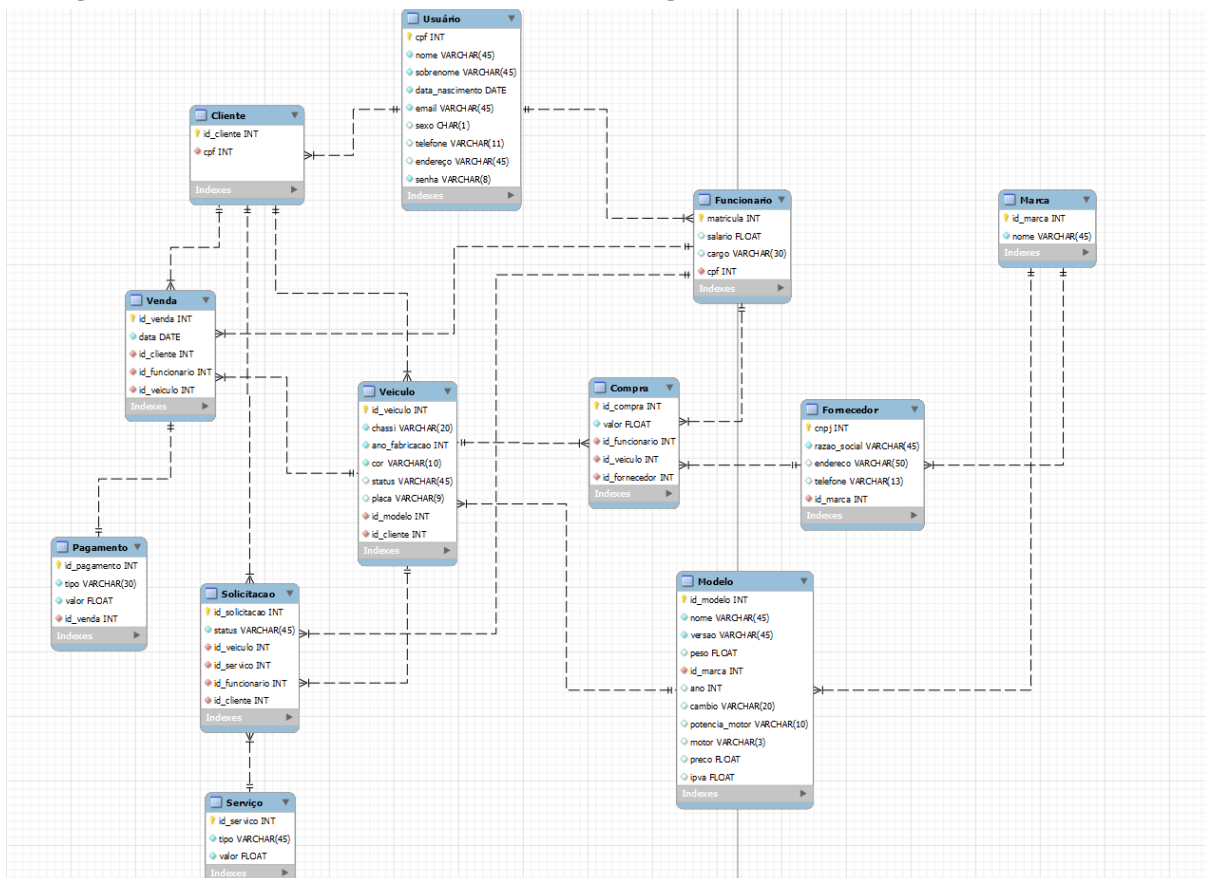 Usuário
cpf INT
nome VARCHAR(45)
sobrenome VARCHAR(45)
data_nascimento DATE
email VARCHAR(45)
sexo CHAR(1)
telefone VARCHAR(11)
endereço VARCHAR(45)
senha VARCHAR(8)
Indexes
Cliente
id_cliente INT
cpf INT
Indexes
Funcionario
matricula INT
salario FLOAT
cargo VARCHAR(30)
cpf INT
Indexes
Marca
id_marca INT
nome VARCHAR(45)
Indexes
Venda
id_venda INT
data DATE
id_cliente INT
id_funcionario INT
id_veiculo INT
Indexes
Veiculo
id_veiculo INT
chassi VARCHAR(20)
ano_fabricacao INT
cor VARCHAR(10)
status VARCHAR(45)
placa VARCHAR(9)
id_modelo INT
id_cliente INT
Indexes
Compra
id_compra INT
valor FLOAT
id_funcionario INT
id_veiculo INT
id_fornecedor INT
Indexes
Fornecedor
cnpj INT
razao_social VARCHAR(45)
endereco VARCHAR(50)
telefone VARCHAR(13)
id_marca INT
Indexes
Pagamento
id_pagamento INT
tipo VARCHAR(30)
valor FLOAT
id_venda INT
Indexes
Solicitacao
id_solicitacao INT
status VARCHAR(45)
id_veiculo INT
id_servico INT
id_funcionario INT
id_cliente INT
Indexes
Modelo
id_modelo INT
nome VARCHAR(45)
versao VARCHAR(45)
peso FLOAT
id_marca INT
ano INT
cambio VARCHAR(20)
potencia_motor VARCHAR(10)
motor VARCHAR(3)
preco FLOAT
ipva FLOAT
Indexes
Serviço
id_servico INT
tipo VARCHAR(45)
valor FLOAT
Indexes